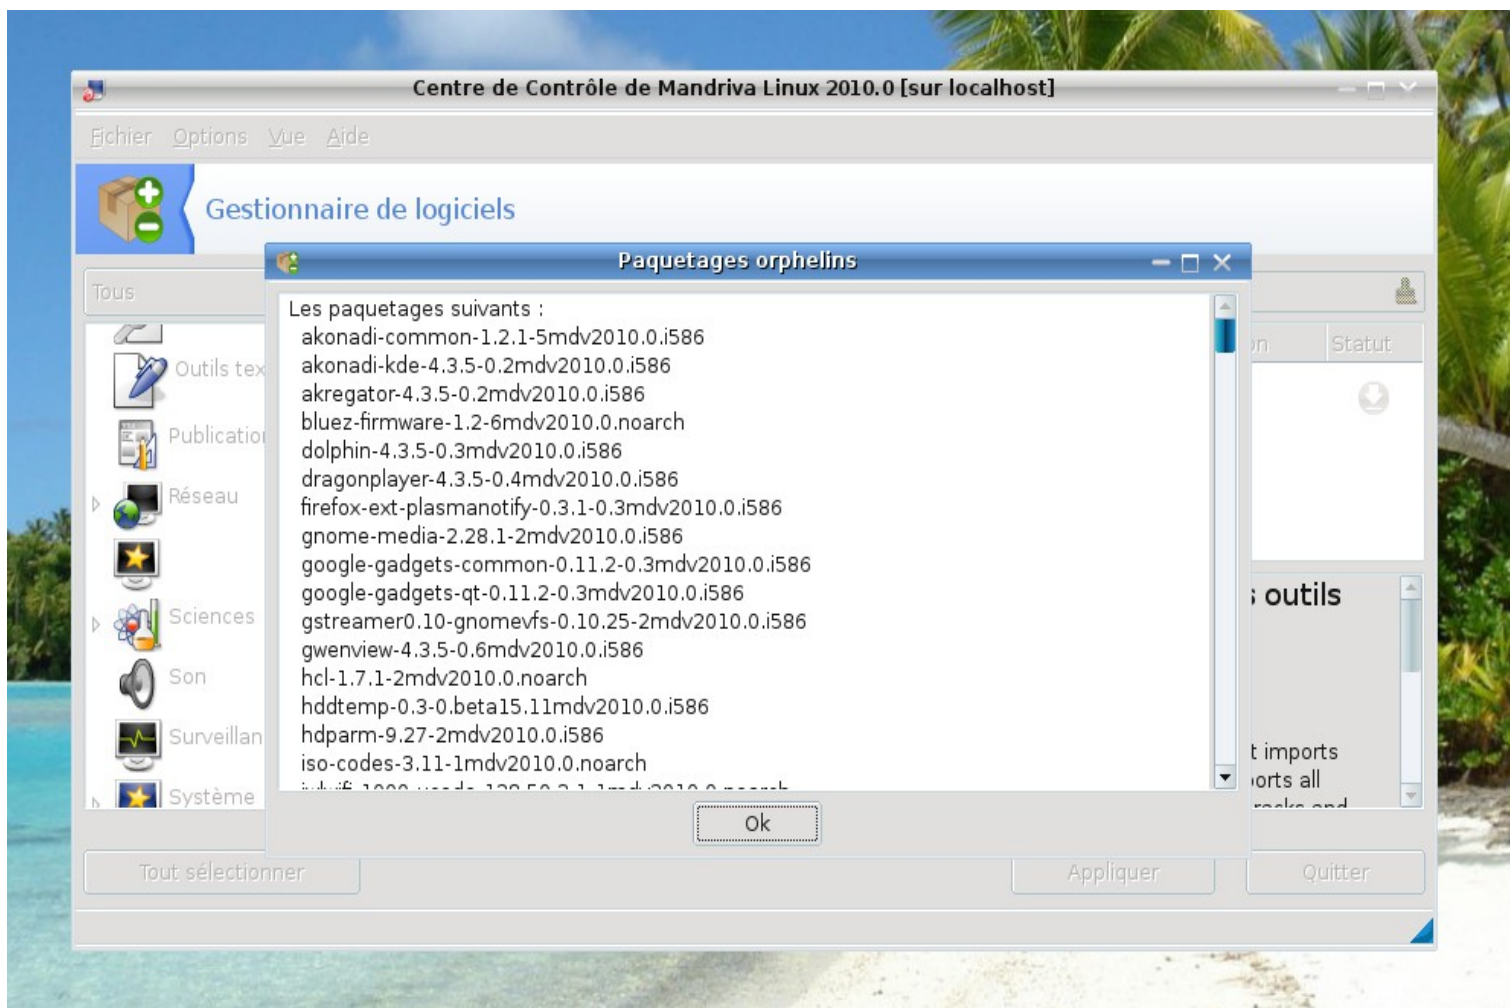 Centre de Contrôle de Mandriva Linux 2010.0 [sur localhost]
Fichier Options Vue Aide
Gestionnaire de logiciels
Paquetages orphelins
Tous
Les paquetages suivants :
akonadi-common-1.2.1-5mdv2010.0.i586
akonadi-kde-4.3.5-0.2mdv2010.0.i586
akregator-4.3.5-0.2mdv2010.0.i586
bluez-firmware-1.2-6mdv2010.0.noarch
dolphin-4.3.5-0.3mdv2010.0.i586
dragonplayer-4.3.5-0.4mdv2010.0.i586
firefox-ext-plasmanotify-0.3.1-0.3mdv2010.0.i586
gnome-media-2.28.1-2mdv2010.0.i586
google-gadgets-common-0.11.2-0.3mdv2010.0.i586
google-gadgets-qt-0.11.2-0.3mdv2010.0.i586
gstreamer0.10-gnomevfs-0.10.25-2mdv2010.0.i586
gwenview-4.3.5-0.6mdv2010.0.i586
hcl-1.7.1-2mdv2010.0.noarch
hddtemp-0.3-0.beta15.11mdv2010.0.i586
hdparm-9.27-2mdv2010.0.i586
iso-codes-3.11-1mdv2010.0.noarch
Ok
Outils tex
Publication
Réseau
Sciences
Son
Surveillan
Système
on Statut
s outils
t imports
ports all
Tout sélectionner
Appliquer
Quitter